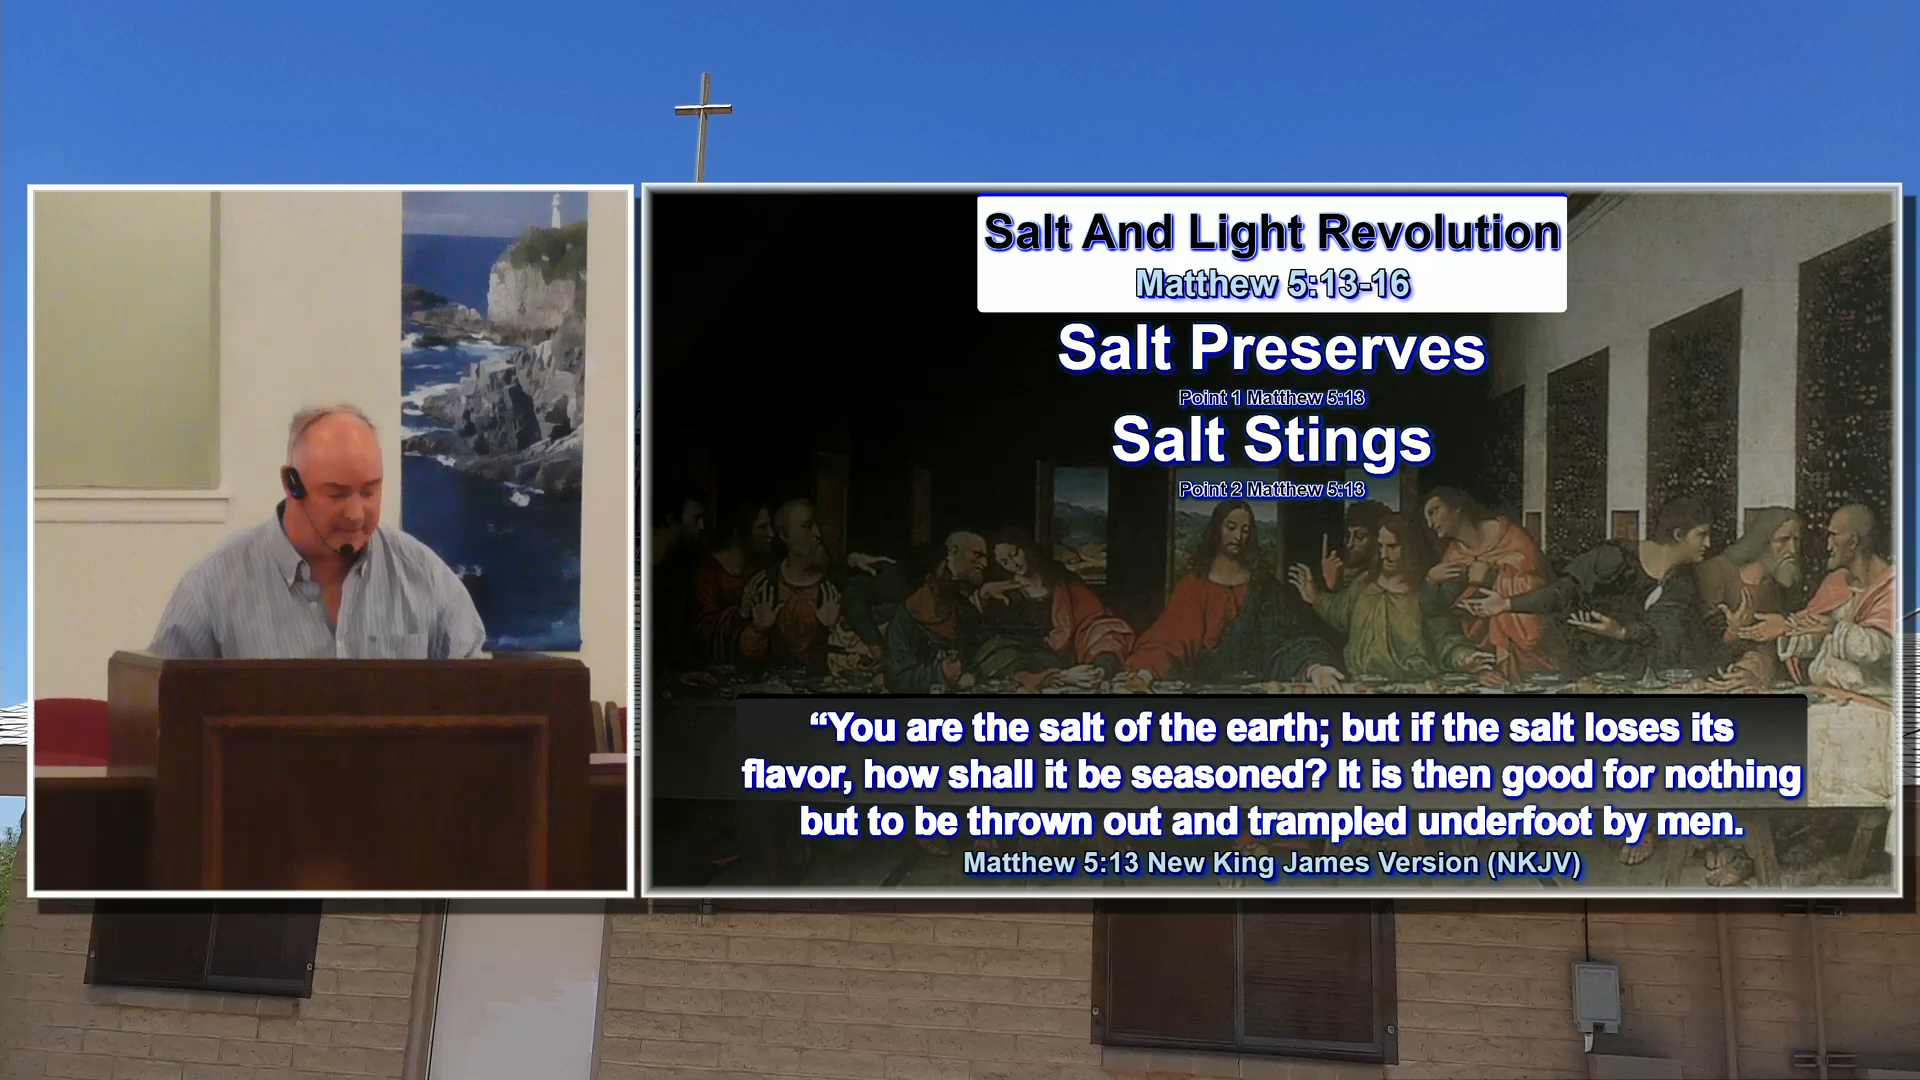 Salt And Light Revolution
Matthew 5:13-16
Salt Preserves
Point 1 Matthew 5:13
Salt Stings
Point 2 Matthew 5:13
“You are the salt of the earth; but if the salt loses its
flavor, how shall it be seasoned? It is then good for nothing
but to be thrown out and trampled underfoot by men.
Matthew 5:13 New King James Version (NKJV)